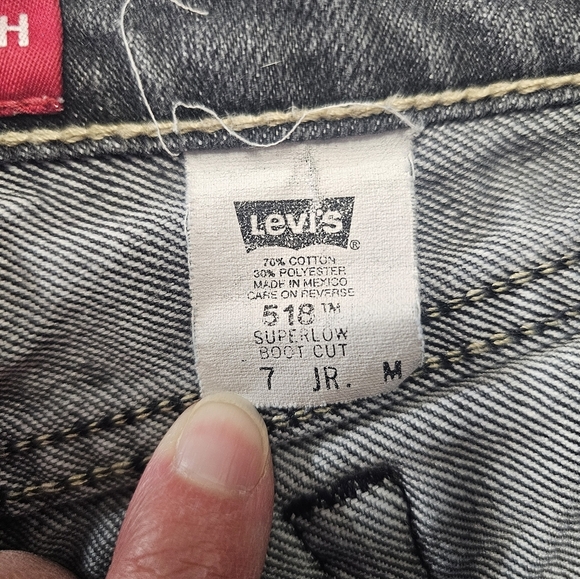 H
Levi's®
70% COTTON
30% POLYESTER
MADE IN MEXICO
CARE ON REVERSE
518™
SUPERLOW
BOOT CUT
7 JR. M